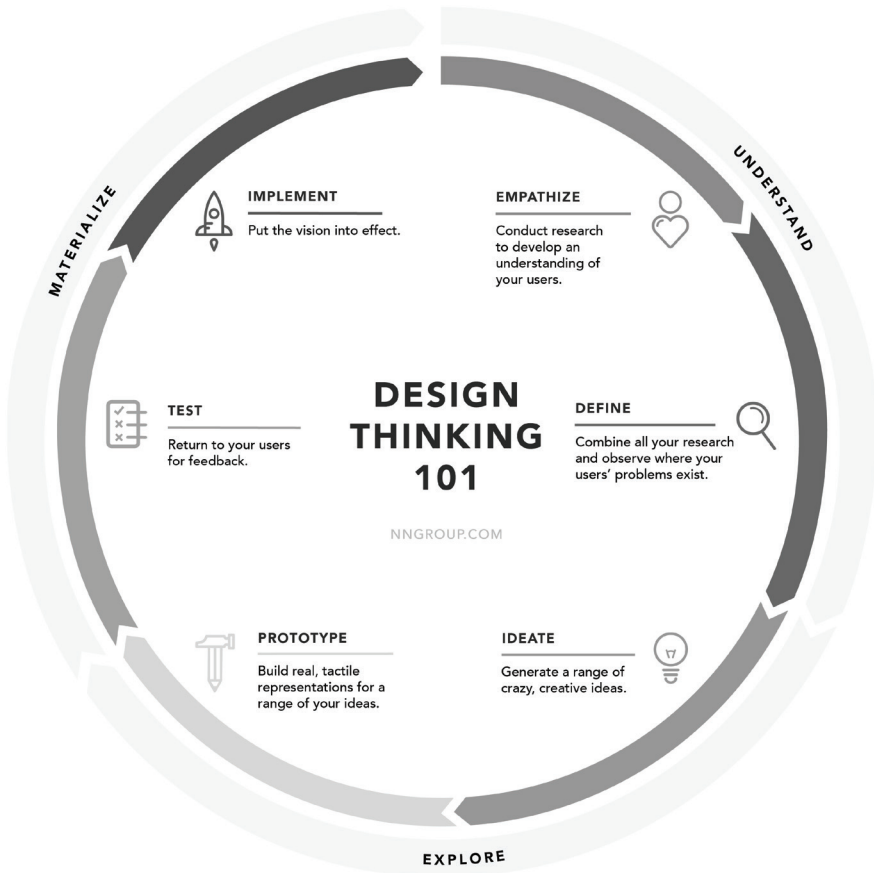 DESIGN
THINKING
101
NNGROUP.COM
UNDERSTAND
EMPATHIZE
Conduct research
to develop an
understanding of
your users.
DEFINE
Combine all your research
and observe where your
users' problems exist.
EXPLORE
IDEATE
Generate a range of
crazy, creative ideas.
PROTOTYPE
Build real, tactile
representations for a
range of your ideas.
MATERIALIZE
TEST
Return to your users
for feedback.
IMPLEMENT
Put the vision into effect.